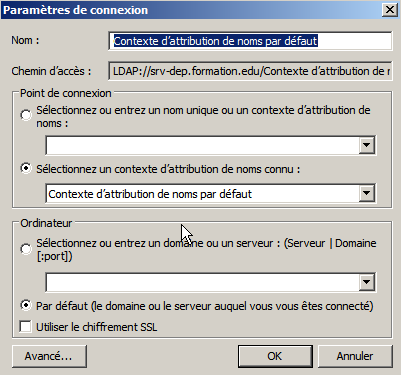 Paramètres de connexion
Nom : Contexte d'attribution de noms par défaut
Chemin d'accès : LDAP://srv-dep.formation.edu/Contexte d'attribution de
Point de connexion
Sélectionnez ou entrez un nom unique ou un contexte d'attribution de
noms :
Sélectionnez un contexte d'attribution de noms connu :
Contexte d'attribution de noms par défaut
Ordinateur
Sélectionnez ou entrez un domaine ou un serveur : (Serveur | Domaine
[:port])
Par défaut (le domaine ou le serveur auquel vous vous êtes connecté)
Utiliser le chiffrement SSL
Avancé... OK Annuler